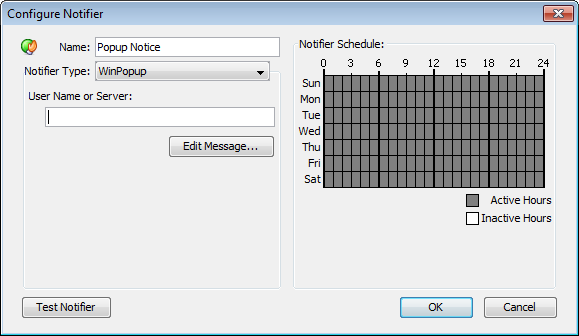 Configure Notifier
Name: Popup Notice
Notifier Type: WinPopup
User Name or Server:
Edit Message...
Notifier Schedule:
0 3 6 9 12 15 18 21 24
Sun
Mon
Tue
Wed
Thu
Fri
Sat
Active Hours
Inactive Hours
Test Notifier
OK
Cancel